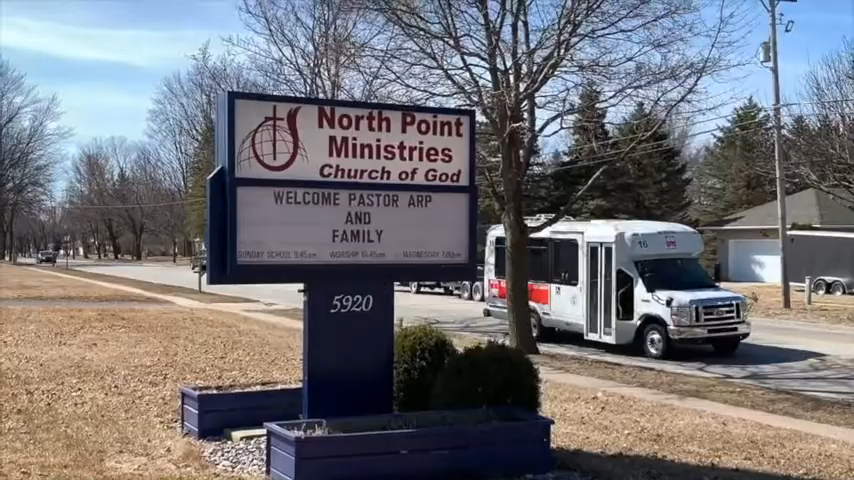 North Point
Ministries
Church of God
WELCOME PASTOR ARP
AND
FAMILY
SUNDAY SCHOOL 9:45AM WORSHIP 10:45AM WEDNESDAY 7:00PM
5920
16